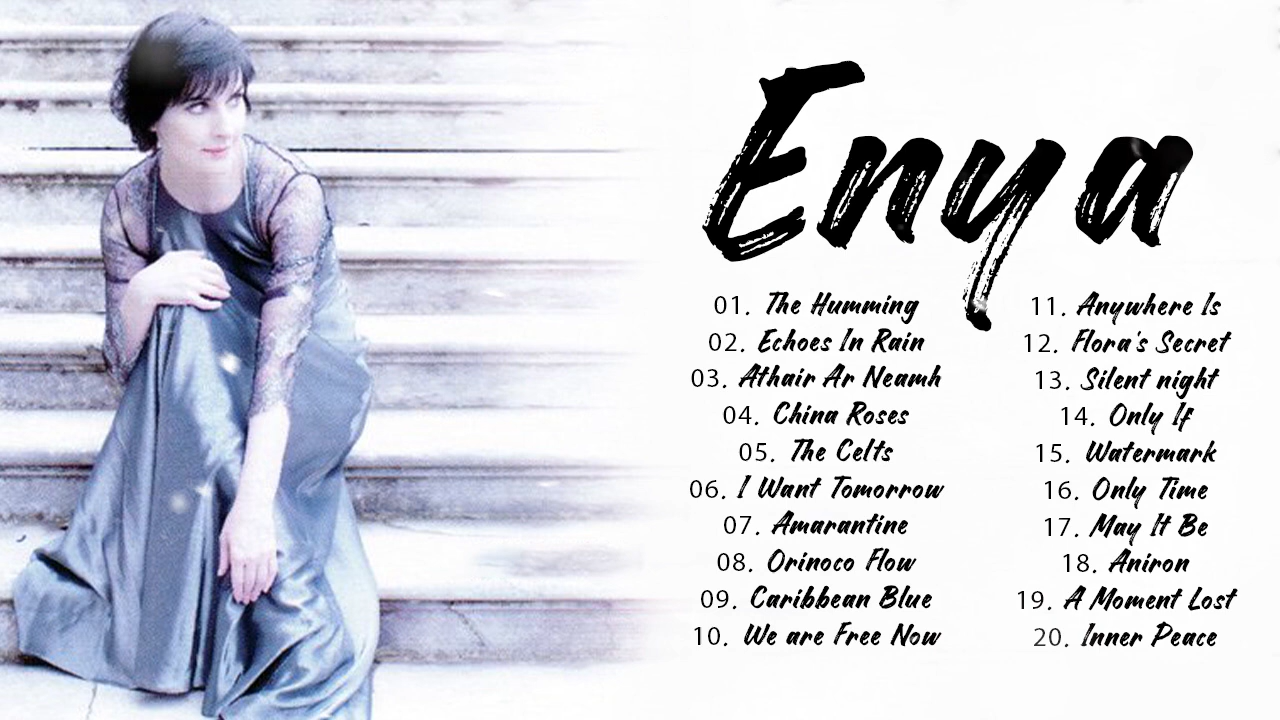 Enya
01. The Humming
02. Echoes In Rain
03. Athair Ar Neamh
04. China Roses
05. The Celts
06. I Want Tomorrow
07. Amarantine
08. Orinoco Flow
09. Caribbean Blue
10. We are Free Now
11. Anywhere Is
12. Flora's Secret
13. Silent night
14. Only If
15. Watermark
16. Only Time
17. May It Be
18. Aniron
19. A Moment Lost
20. Inner Peace